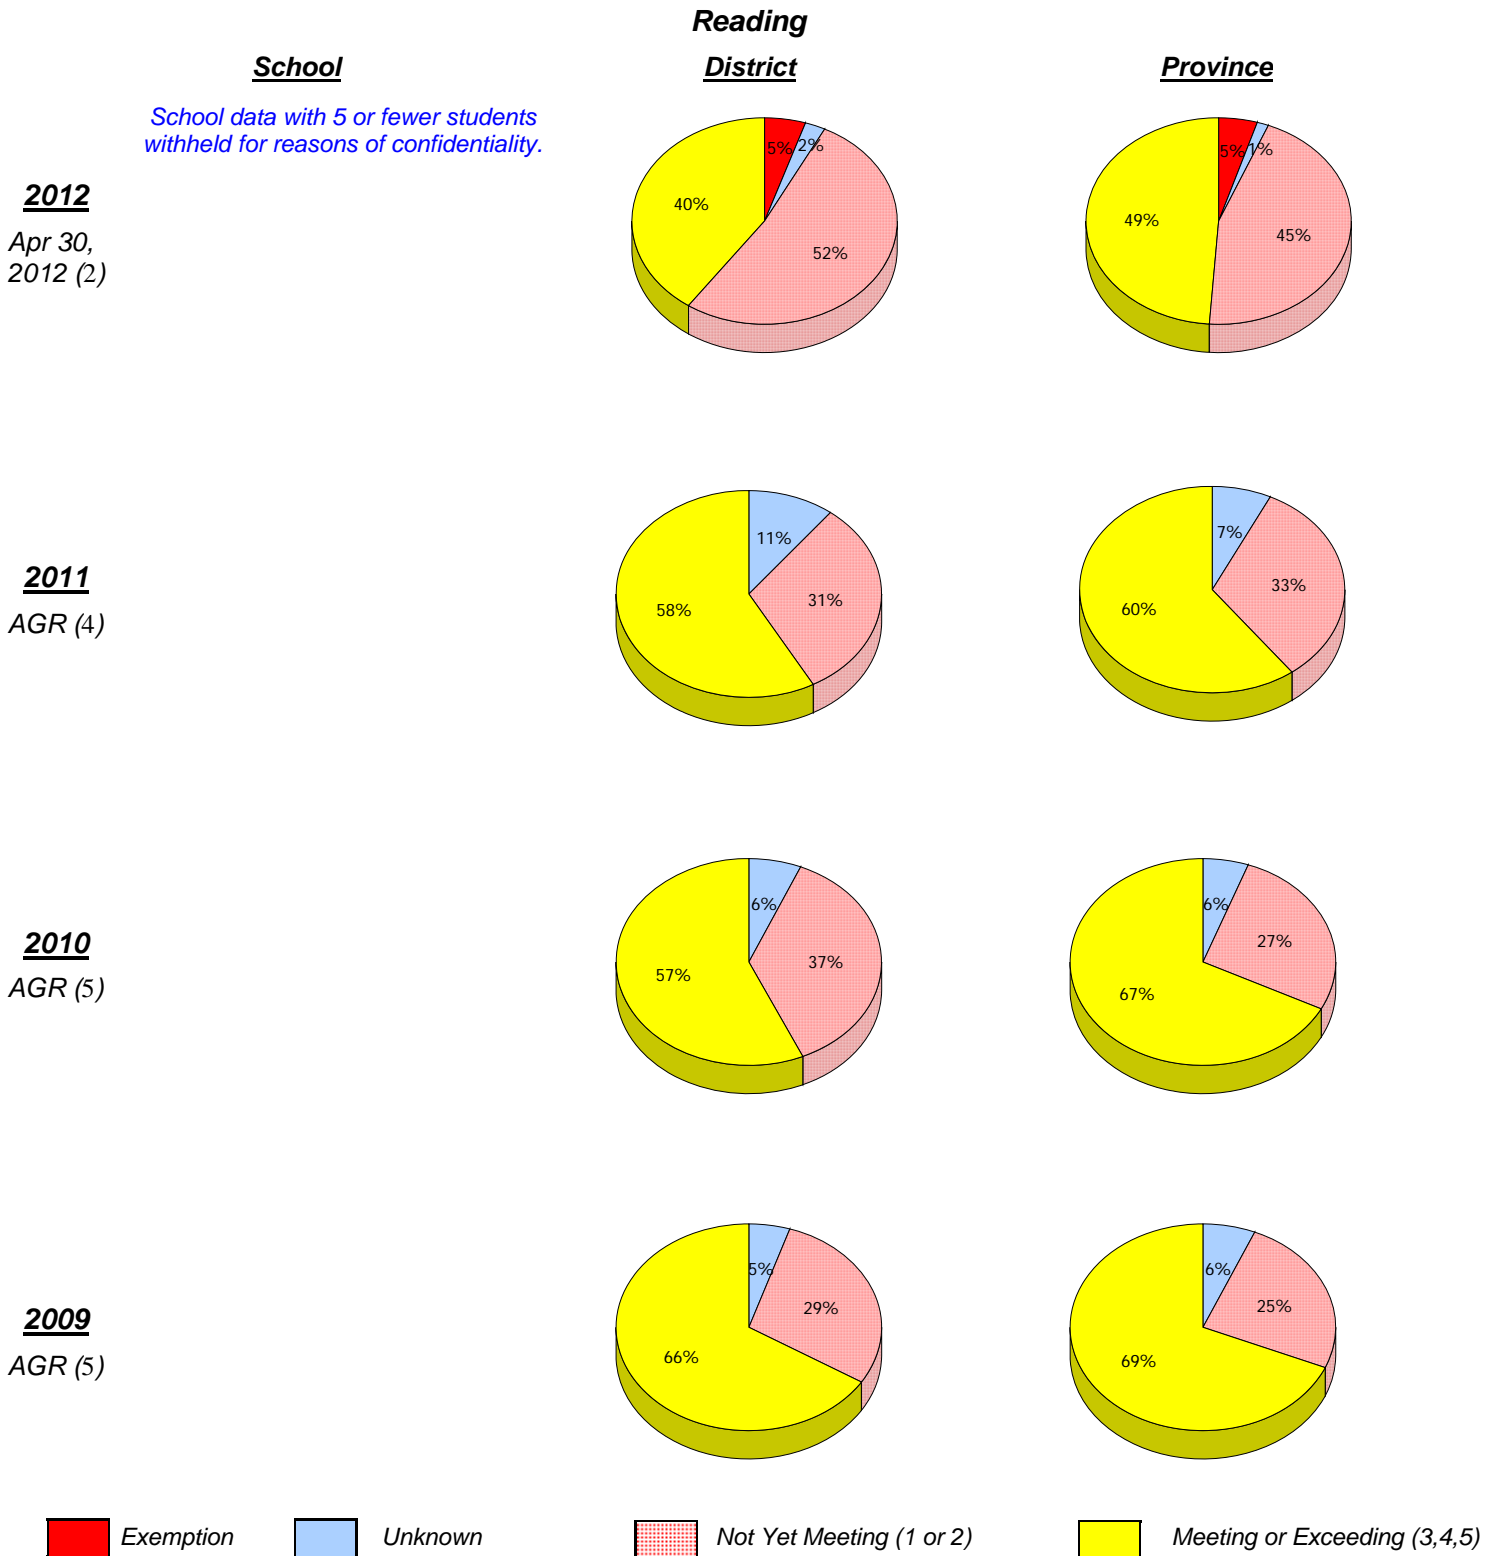 Reading
School
District
Province
School data with 5 or fewer students
withheld for reasons of confidentiality.
2012
Apr 30,
2012 (2)
5%
2%
40%
52%
5%
1%
49%
45%
2011
AGR (4)
11%
58%
31%
7%
60%
33%
2010
AGR (5)
6%
57%
37%
6%
67%
27%
2009
AGR (5)
5%
66%
29%
6%
69%
25%
Exemption
Unknown
Not Yet Meeting (1 or 2)
Meeting or Exceeding (3,4,5)